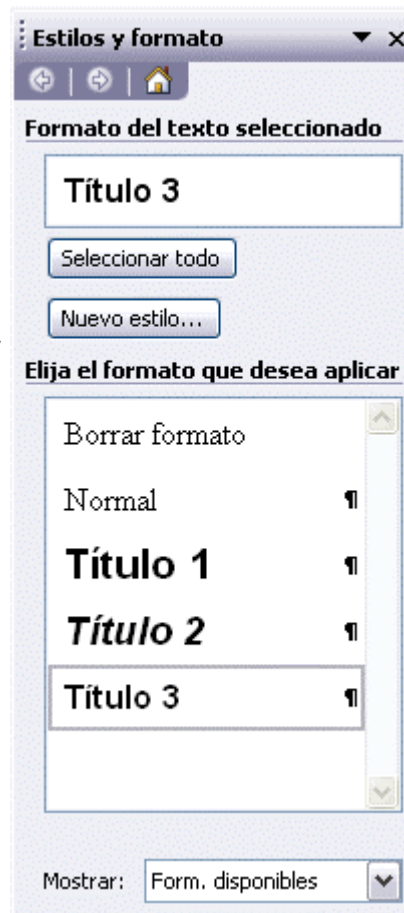 Estilos y formato
Formato del texto seleccionado
Título 3
Seleccionar todo
Nuevo estilo...
Elija el formato que desea aplicar
Borrar formato
Normal ¶
Título 1 ¶
Título 2 ¶
Título 3 ¶
Mostrar: Form. disponibles